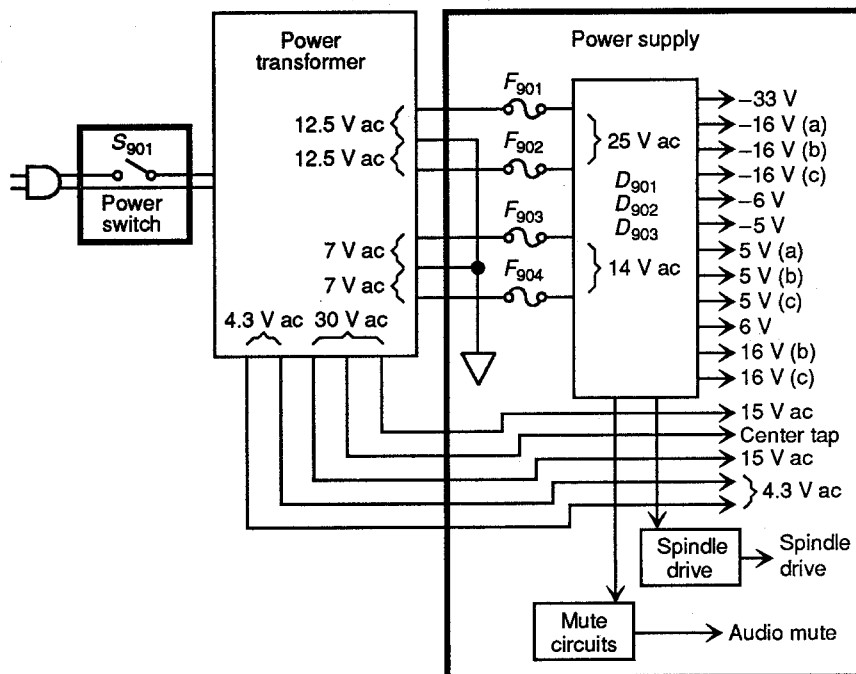 Power
transformer
Power supply
S901
Power
switch
12.5 V ac
12.5 V ac
7 V ac
7 V ac
4.3 V ac
30 V ac
F901
F902
F903
F904
25 V ac
D901
D902
D903
14 V ac
–33 V
–16 V (a)
–16 V (b)
–16 V (c)
–6 V
–5 V
5 V (a)
5 V (b)
5 V (c)
6 V
16 V (b)
16 V (c)
15 V ac
Center tap
15 V ac
4.3 V ac
Spindle
drive
Spindle
drive
Mute
circuits
Audio mute